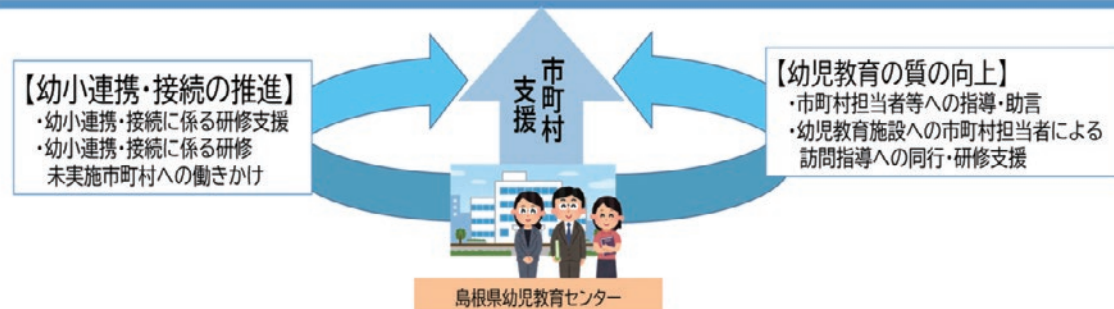 【幼小連携・接続の推進】
・幼小連携・接続に係る研修支援
・幼小連携・接続に係る研修
未実施市町村への働きかけ
市町村
支援
【幼児教育の質の向上】
・市町村担当者等への指導・助言
・幼児教育施設への市町村担当者による
訪問指導への同行・研修支援
島根県幼児教育センター